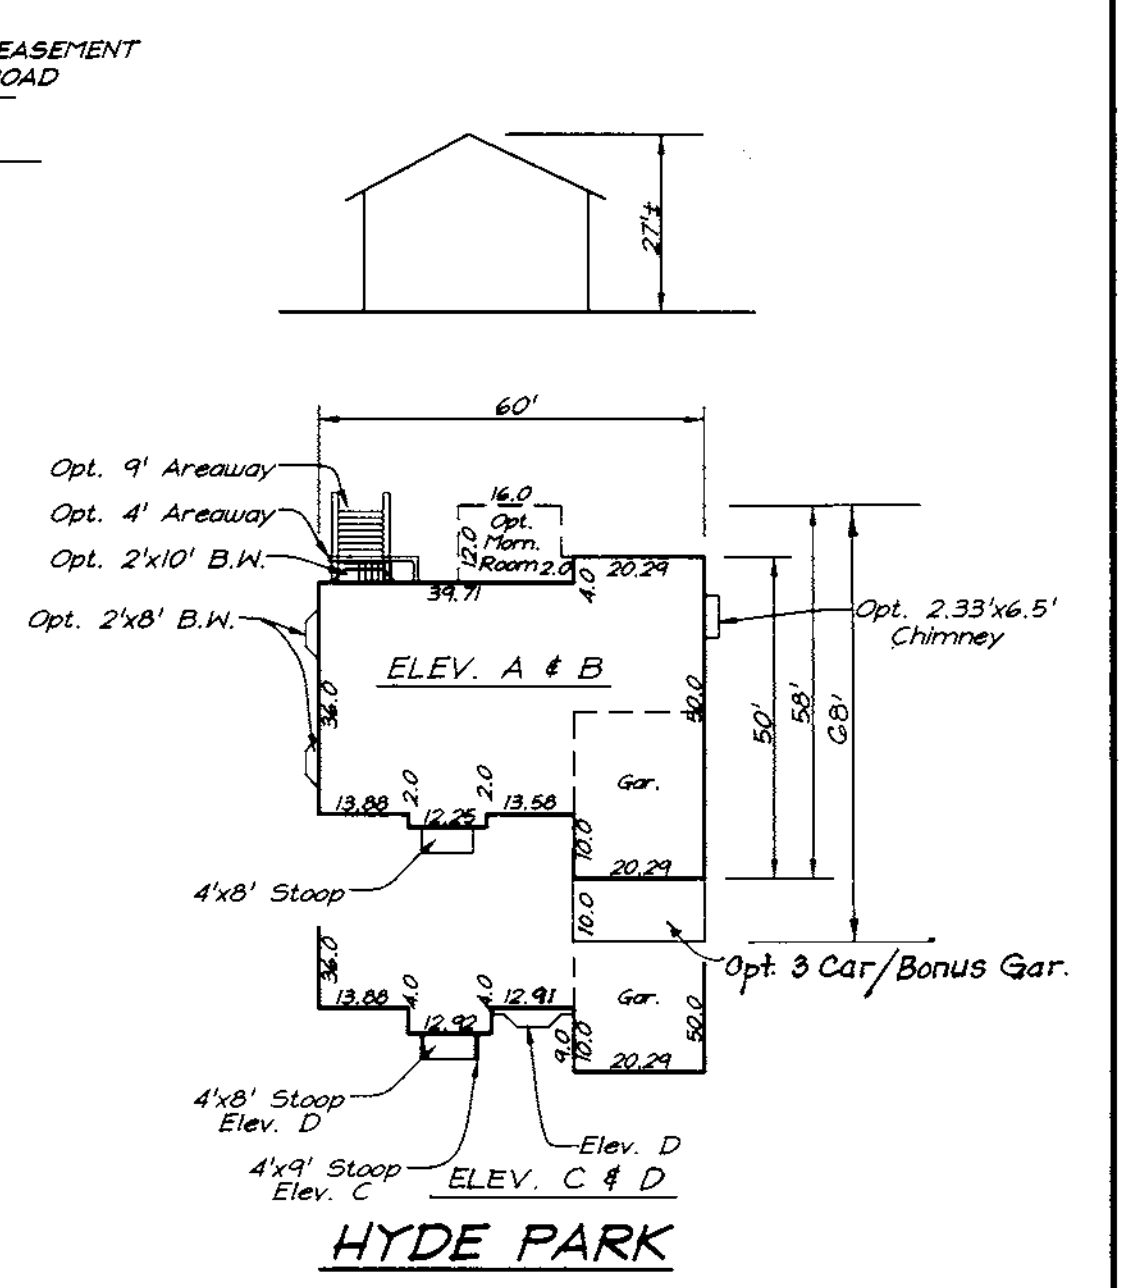 EASEMENT
ROAD
27'±
60'
Opt. 9' Areaway
Opt. 4' Areaway
Opt. 2'x10' B.W.
Opt. 2'x8' B.W.
16.0
12.0
Opt.
Morn.
Room
2.0
20.29
4.0
39.71
Opt. 2.33'x6.5'
Chimney
ELEV. A & B
36.0
50.0
50'
58'
68'
Gar.
13.88
2.0
12.25
2.0
13.58
10.0
20.29
4'x8' Stoop
10.0
Opt. 3 Car/Bonus Gar.
36.0
13.88
4.0
12.92
4.0
12.91
Gar.
50.0
9.0
10.0
20.29
4'x8' Stoop
Elev. D
4'x9' Stoop
Elev. C
Elev. D
ELEV. C & D
HYDE PARK